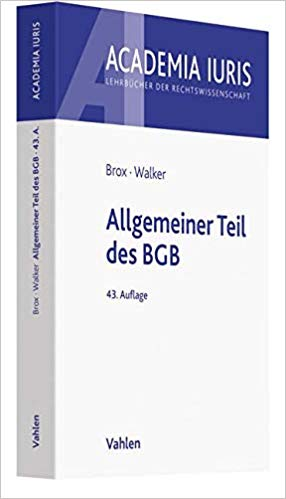 ACADEMIA IURIS
LEHRBÜCHER DER RECHTSWISSENSCHAFT
Brox · Walker
Allgemeiner Teil
des BGB
43. Auflage
Vahlen
ACADEMIA IURIS
Brox · Walker Allgemeiner Teil des BGB · 43. A.
Vahlen